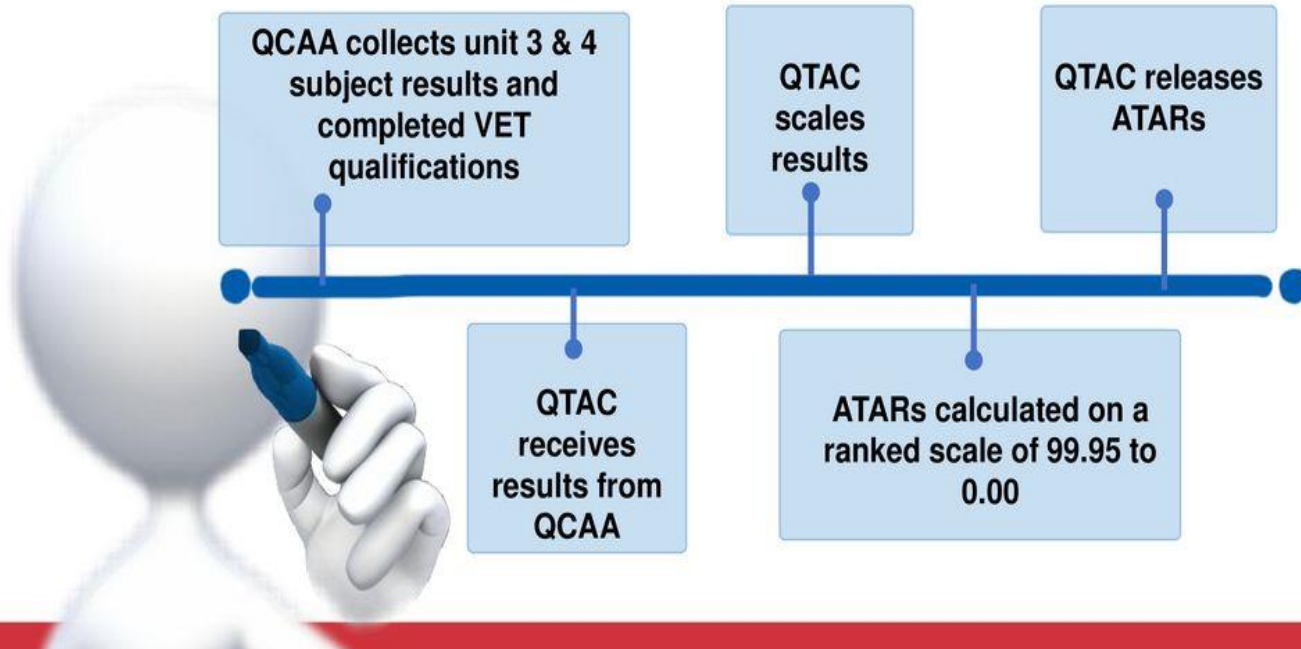 QCAA collects unit 3 & 4
subject results and
completed VET
qualifications
QTAC
receives
results from
QCAA
QTAC
scales
results
ATARs calculated on a
ranked scale of 99.95 to
0.00
QTAC releases
ATARs